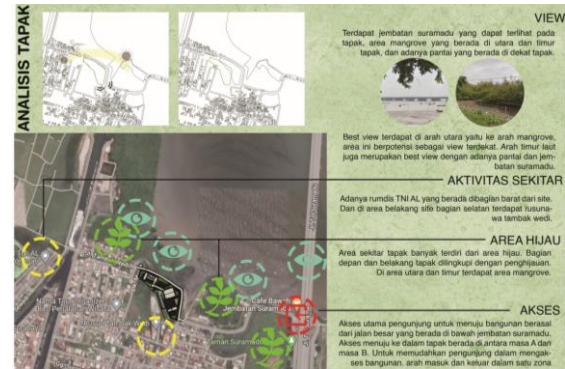 ANALISIS TAPAK
VIEW
Terdapat jembatan suramadu yang dapat terlihat pada
tapak, area mangrove yang berada di utara dan timur
tapak, dan adanya pantai yang berada di dekat tapak.
Best view terdapat di arah utara yaitu ke arah mangrove,
area ini berpotensi sebagai view terdekat. Arah timur laut
juga merupakan best view dengan adanya pantai dan jem-
batan suramadu.
AKTIVITAS SEKITAR
Adanya rumdis TNI AL yang berada dibagian barat dari site.
Dan di area belakang site bagian selatan terdapat rusuna-
wa tambak wedi.
AREA HIJAU
Area sekitar tapak banyak terdiri dari area hijau. Bagian
depan dan belakang tapak dilingkupi dengan penghijauan.
Di area utara dan timur terdapat area mangrove.
AKSES
Akses utama pengunjung untuk menuju bangunan berasal
dari jalan besar yang berada di bawah jembatan suramadu.
Akses menuju ke dalam tapak berada di antara masa A dan
masa B. Untuk memudahkan pengunjung dalam mengak-
ses bangunan, arah masuk dan keluar dalam satu zona
AL
Cafe Bawah
Jembatan Suramadu